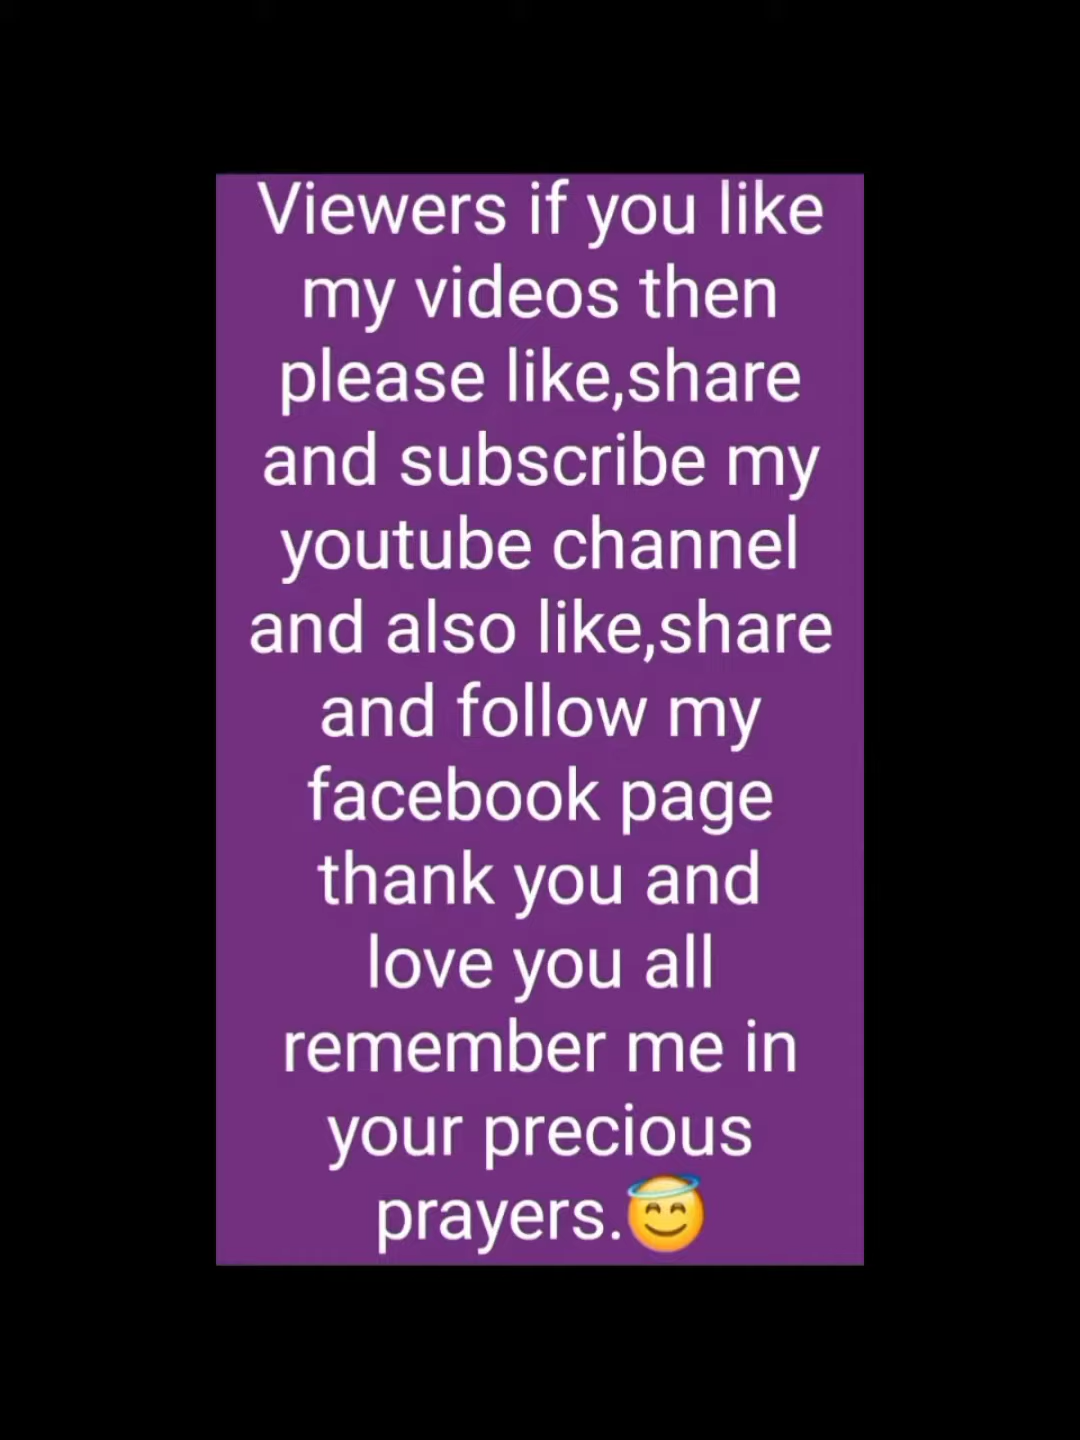 Viewers if you like
my videos then
please like,share
and subscribe my
youtube channel
and also like,share
and follow my
facebook page
thank you and
love you all
remember me in
your precious
prayers.😇